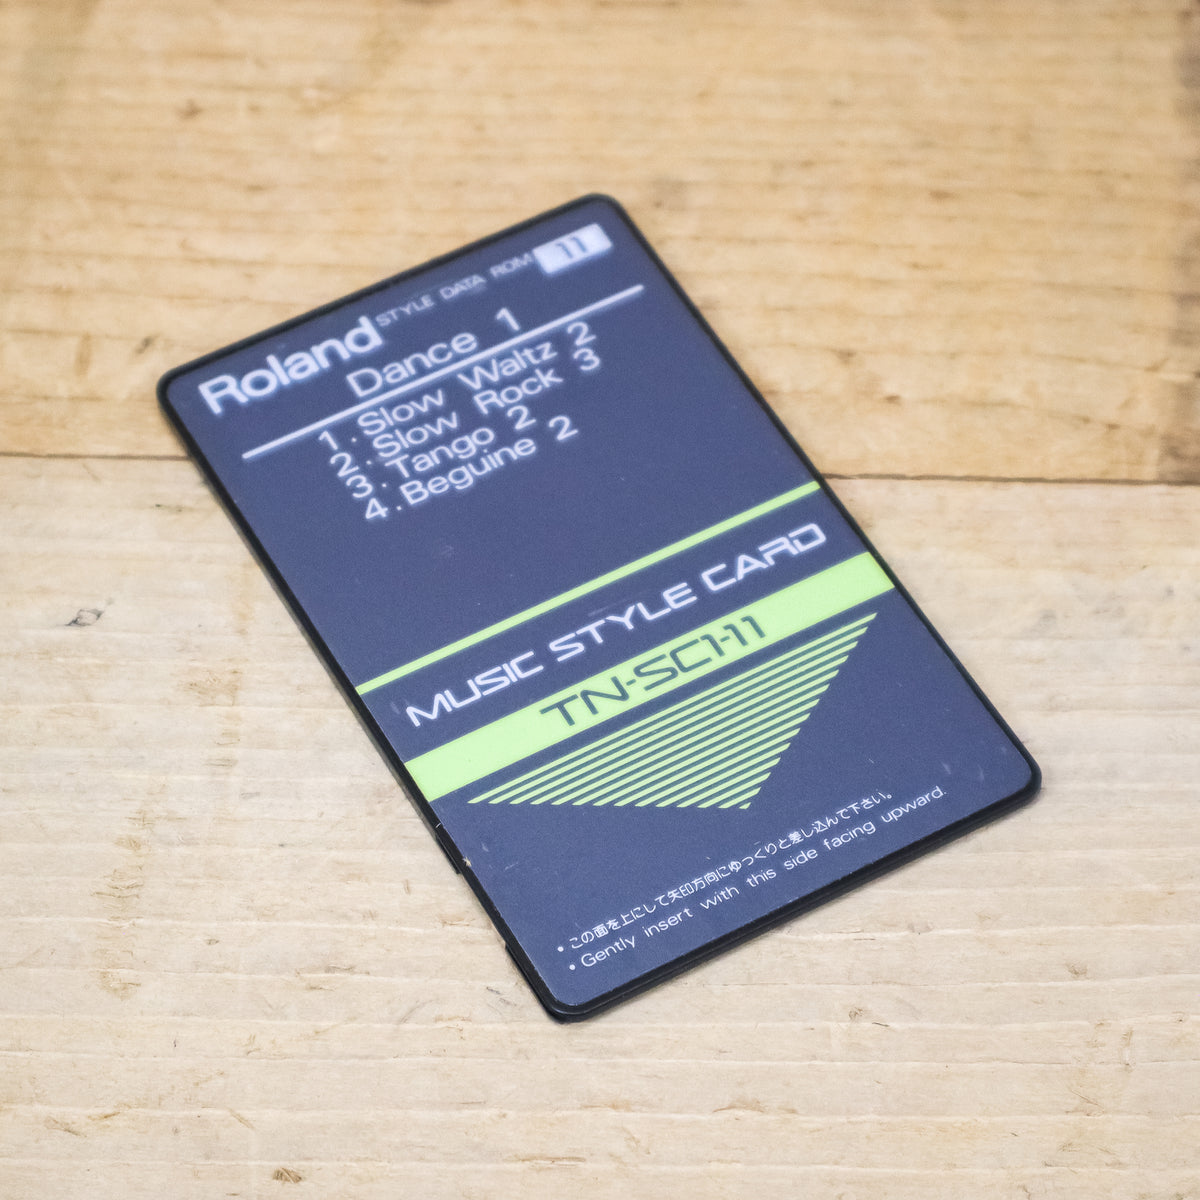 Roland STYLE DATA ROM 11
Dance 1
1. Slow Waltz 2
2. Slow Rock 3
3. Tango 2
4. Beguine 2
MUSIC STYLE CARD
TN-SC1-11
• この面を上にして矢印方向にゆっくりと差し込んで下さい。
• Gently insert with this side facing upward.